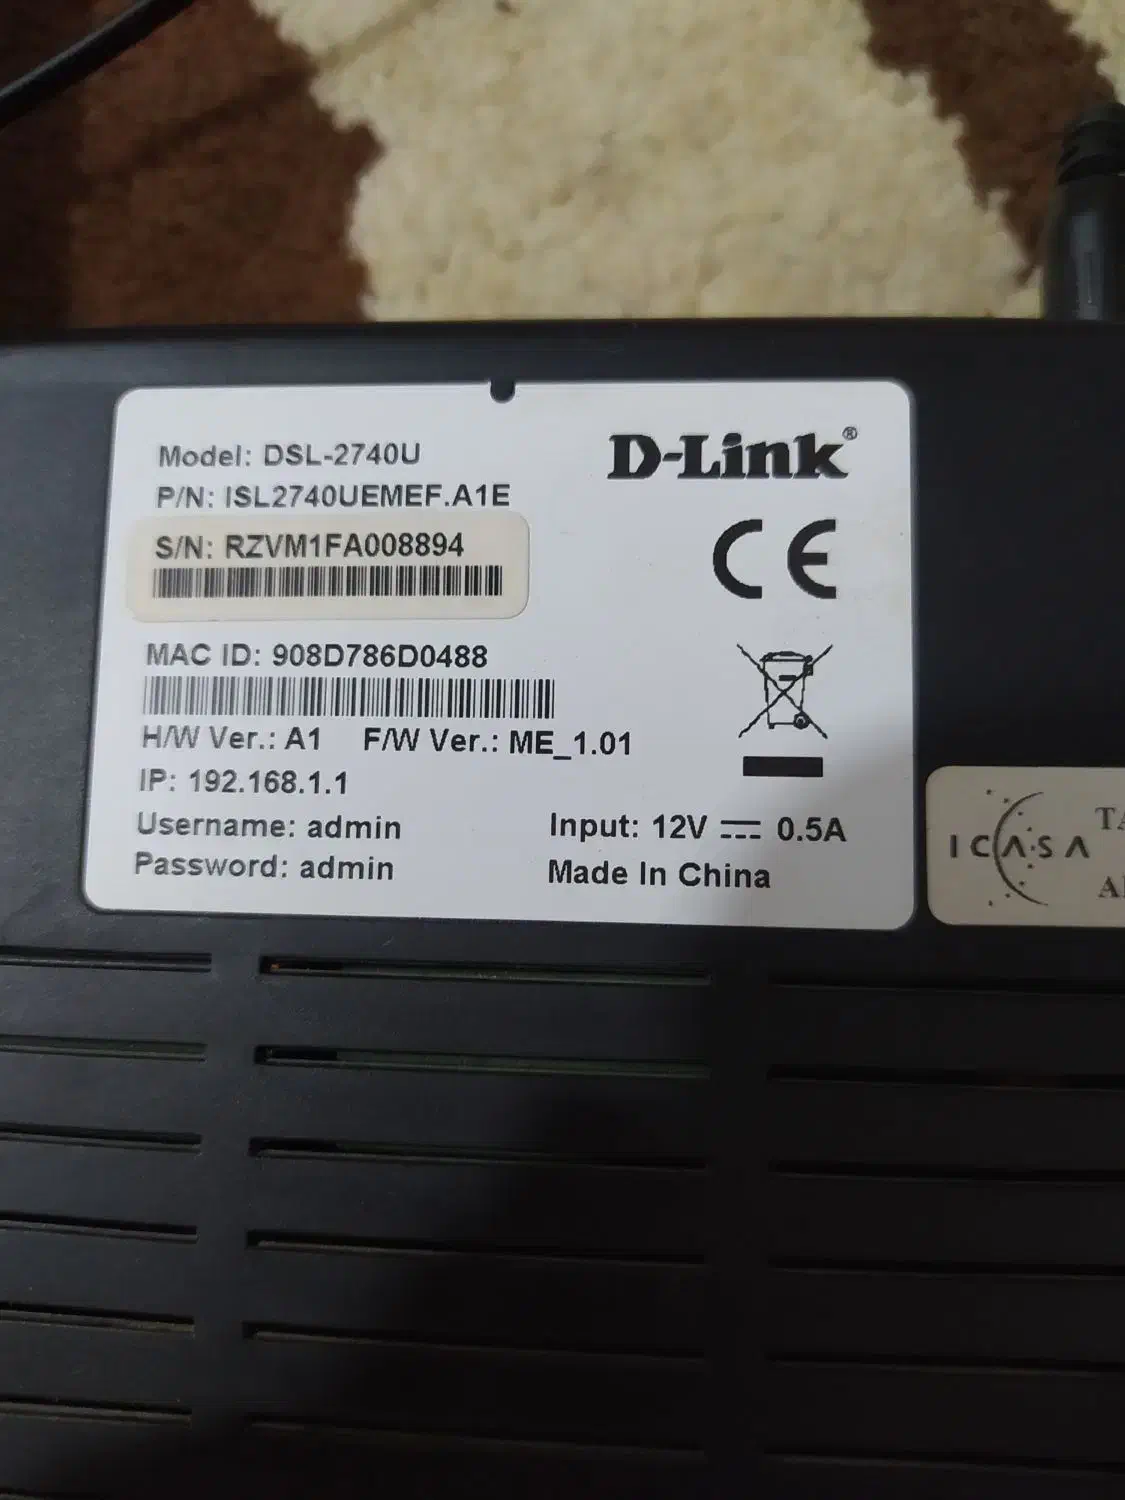 Model: DSL-2740U
D-Link®
P/N: ISL2740UEMEF.A1E
S/N: RZVM1FA008894
CE
MAC ID: 908D786D0488
H/W Ver.: A1 F/W Ver.: ME_1.01
IP: 192.168.1.1
Username: admin
Password: admin
Input: 12V 0.5A
Made In China
ICASA